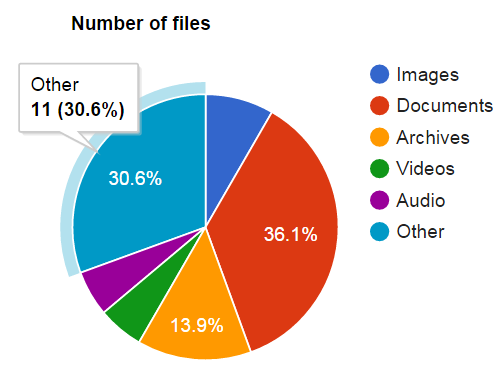 Number of files
Other
11 (30.6%)
30.6%
36.1%
13.9%
Images
Documents
Archives
Videos
Audio
Other